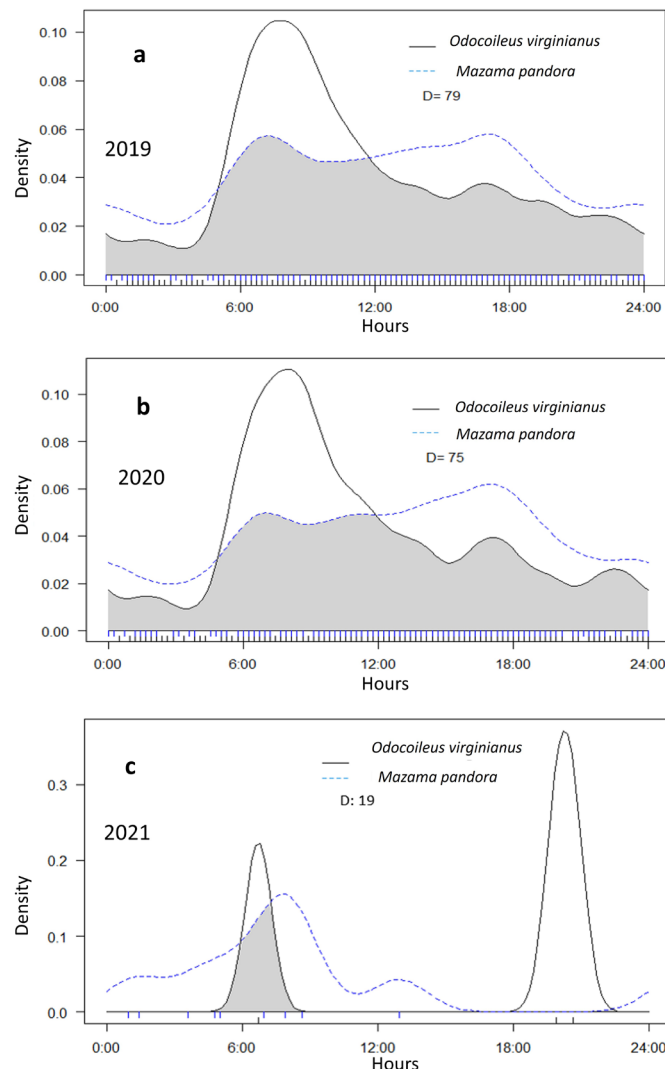 a
Odocoileus virginianus
Mazama pandora
D= 79
2019
Density
0.10
0.08
0.06
0.04
0.02
0.00
0:00 6:00 12:00 18:00 24:00
Hours
b
Odocoileus virginianus
Mazama pandora
D= 75
2020
Density
0.10
0.08
0.06
0.04
0.02
0.00
0:00 6:00 12:00 18:00 24:00
Hours
c
Odocoileus virginianus
Mazama pandora
D: 19
2021
Density
0.3
0.2
0.1
0.0
0:00 6:00 12:00 18:00 24:00
Hours